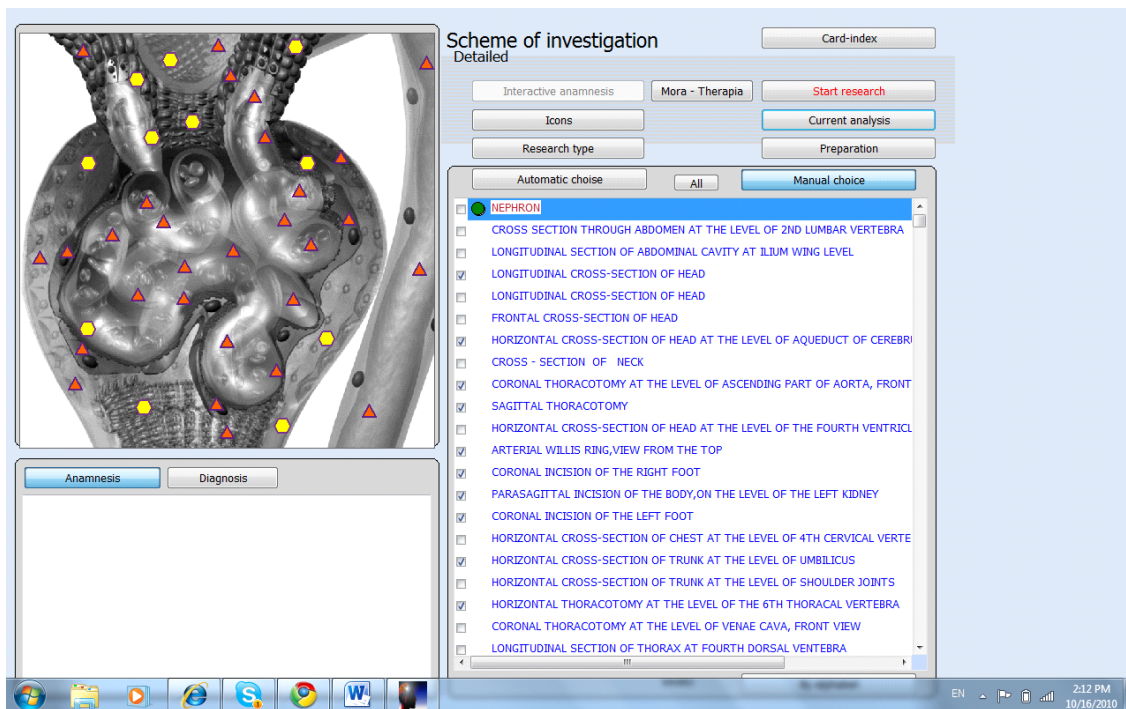 Scheme of investigation
Card-index
Detailed
Interactive anamnesis
Mora - Therapia
Start research
Icons
Current analysis
Research type
Preparation
Automatic choise
All
Manual choice
NEPHRON
CROSS SECTION THROUGH ABDOMEN AT THE LEVEL OF 2ND LUMBAR VERTEBRA
LONGITUDINAL SECTION OF ABDOMINAL CAVITY AT ILIUM WING LEVEL
LONGITUDINAL CROSS-SECTION OF HEAD
LONGITUDINAL CROSS-SECTION OF HEAD
FRONTAL CROSS-SECTION OF HEAD
HORIZONTAL CROSS-SECTION OF HEAD AT THE LEVEL OF AQUEDUCT OF CEREBR
CROSS - SECTION OF NECK
CORONAL THORACOTOMY AT THE LEVEL OF ASCENDING PART OF AORTA, FRONT
SAGITTAL THORACOTOMY
HORIZONTAL CROSS-SECTION OF HEAD AT THE LEVEL OF THE FOURTH VENTRICL
ARTERIAL WILLIS RING,VIEW FROM THE TOP
CORONAL INCISION OF THE RIGHT FOOT
PARASAGITTAL INCISION OF THE BODY,ON THE LEVEL OF THE LEFT KIDNEY
CORONAL INCISION OF THE LEFT FOOT
HORIZONTAL CROSS-SECTION OF CHEST AT THE LEVEL OF 4TH CERVICAL VERTE
HORIZONTAL CROSS-SECTION OF TRUNK AT THE LEVEL OF UMBILICUS
HORIZONTAL CROSS-SECTION OF TRUNK AT THE LEVEL OF SHOULDER JOINTS
HORIZONTAL THORACOTOMY AT THE LEVEL OF THE 6TH THORACAL VERTEBRA
CORONAL THORACOTOMY AT THE LEVEL OF VENAE CAVA, FRONT VIEW
LONGITUDINAL SECTION OF THORAX AT FOURTH DORSAL VENTEBRA
Anamnesis
Diagnosis
EN
2:12 PM
10/16/2010